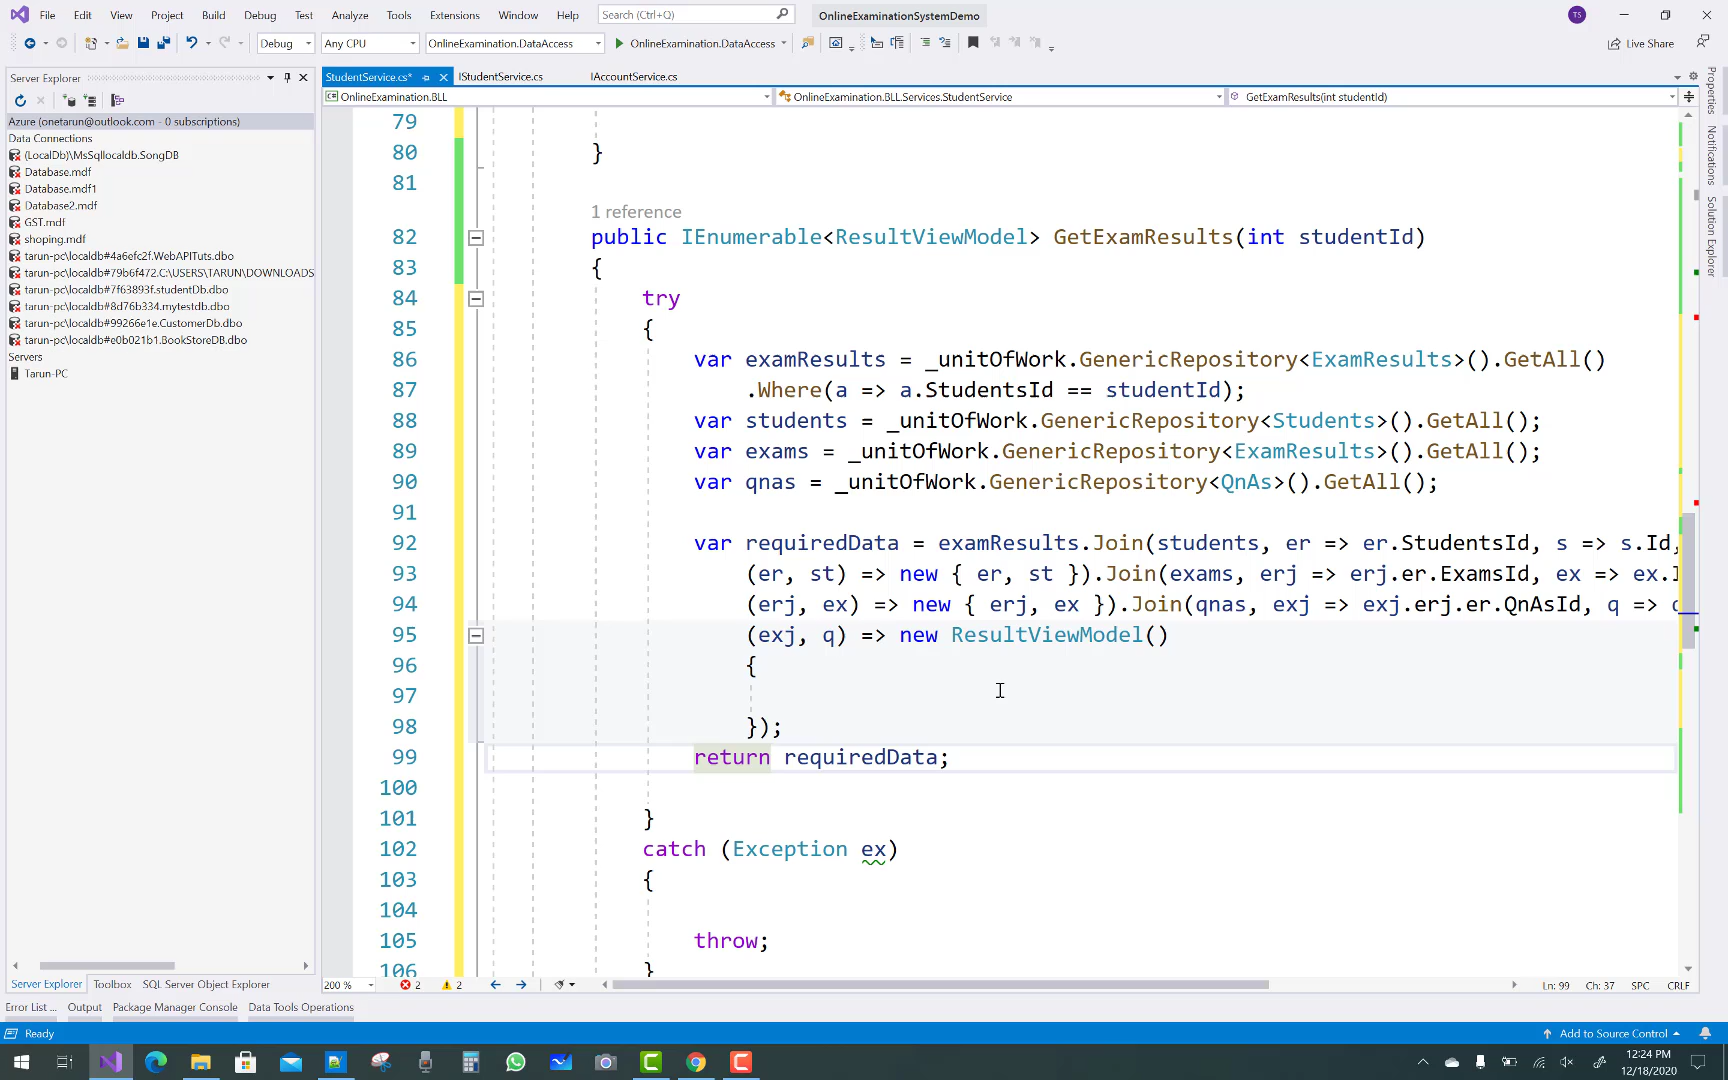 File Edit View Project Build Debug Test Analyze Tools Extensions Window Help Search (Ctrl+Q) OnlineExaminationSystemDemo TS
Debug Any CPU OnlineExamination.DataAccess OnlineExamination.DataAccess Live Share
Server Explorer
StudentService.cs* IStudentService.cs IAccountService.cs
OnlineExamination.BLL OnlineExamination.BLL.Services.StudentService GetExamResults(int studentId)
Azure (onetarun@outlook.com - 0 subscriptions)
Data Connections
(LocalDb)\MsSqllocaldb.SongDB
Database.mdf
Database.mdf1
Database2.mdf
GST.mdf
shoping.mdf
tarun-pc\localdb#4a6efc2f.WebAPITuts.dbo
tarun-pc\localdb#79b6f472.C:\USERS\TARUN\DOWNLOADS
tarun-pc\localdb#7f63893f.studentDb.dbo
tarun-pc\localdb#8d76b334.mytestdb.dbo
tarun-pc\localdb#99266e1e.CustomerDb.dbo
tarun-pc\localdb#e0b021b1.BookStoreDB.dbo
Servers
Tarun-PC
79
80 }
81
1 reference
82 public IEnumerable<ResultViewModel> GetExamResults(int studentId)
83 {
84 try
85 {
86 var examResults = _unitOfWork.GenericRepository<ExamResults>().GetAll()
87 .Where(a => a.StudentsId == studentId);
88 var students = _unitOfWork.GenericRepository<Students>().GetAll();
89 var exams = _unitOfWork.GenericRepository<ExamResults>().GetAll();
90 var qnas = _unitOfWork.GenericRepository<QnAs>().GetAll();
91
92 var requiredData = examResults.Join(students, er => er.StudentsId, s => s.Id,
93 (er, st) => new { er, st }).Join(exams, erj => erj.er.ExamsId, ex => ex.
94 (erj, ex) => new { erj, ex }).Join(qnas, exj => exj.erj.er.QnAsId, q =>
95 (exj, q) => new ResultViewModel()
96 {
97
98 });
99 return requiredData;
100
101 }
102 catch (Exception ex)
103 {
104
105 throw;
106 }
Properties
Notifications
Solution Explorer
200 % 2 2 Ln: 99 Ch: 37 SPC CRLF
Server Explorer Toolbox SQL Server Object Explorer
Error List ... Output Package Manager Console Data Tools Operations
Ready Add to Source Control
12:24 PM
12/18/2020